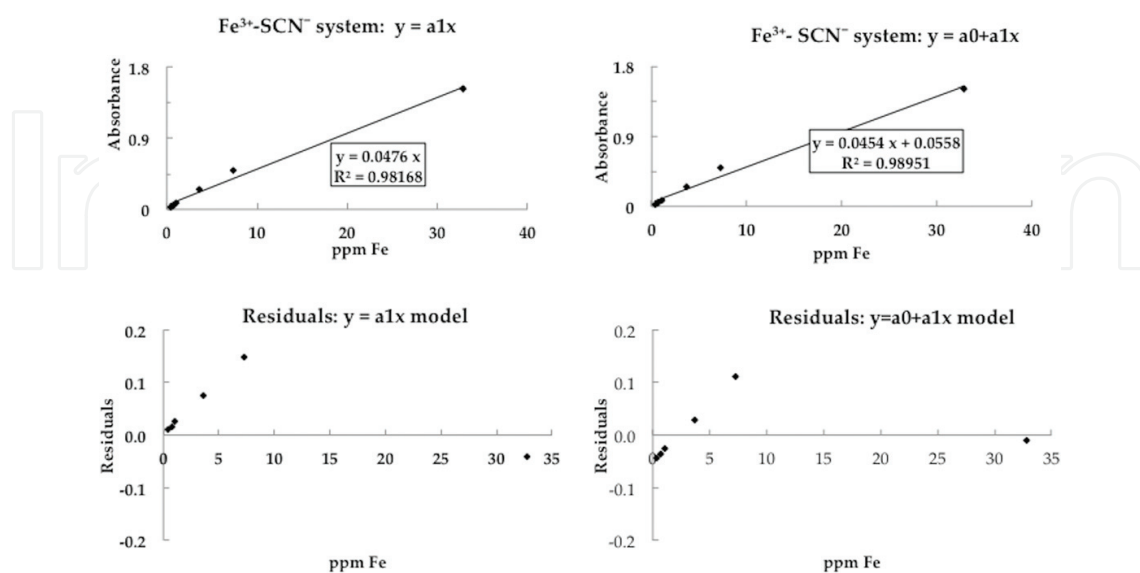 Fe³⁺-SCN⁻ system: y = a1x
1.8
0.9
0
Absorbance
y = 0.0476 x
R² = 0.98168
0 10 20 30 40
ppm Fe
Fe³⁺- SCN⁻ system: y = a0+a1x
1.8
0.9
0
Absorbance
y = 0.0454 x + 0.0558
R² = 0.98951
0 10 20 30 40
ppm Fe
Residuals: y = a1x model
0.2
0.1
0.0
-0.1
-0.2
Residuals
0 5 10 15 20 25 30 35
ppm Fe
Residuals: y=a0+a1x model
0.2
0.1
0.0
-0.1
-0.2
Residuals
0 5 10 15 20 25 30 35
ppm Fe